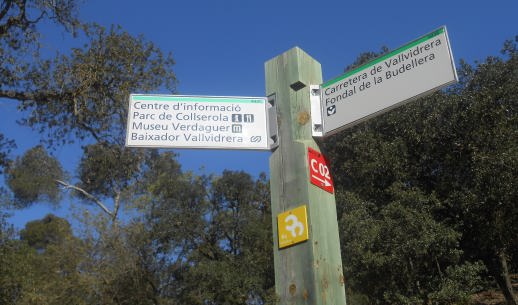 Centre d'informació
Parc de Collserola
Museu Verdaguer
Baixador Vallvidrera
Carretera de Vallvidrera
Fondal de la Budellera
C02